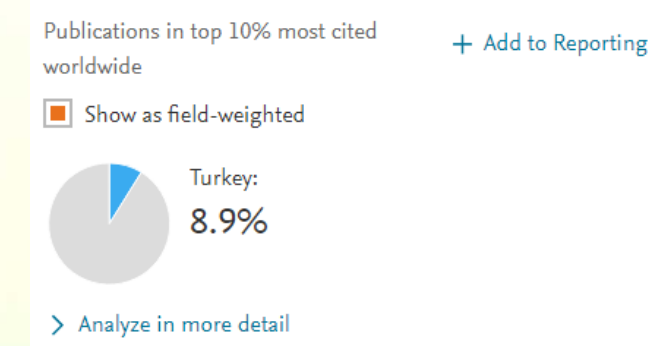 Publications in top 10% most cited
worldwide
+ Add to Reporting
Show as field-weighted
Turkey:
8.9%
> Analyze in more detail